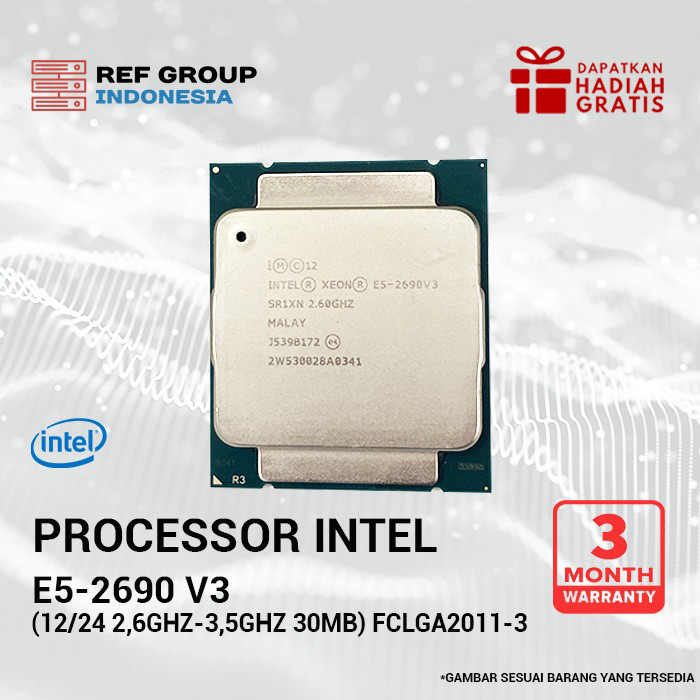 REF GROUP
INDONESIA
DAPATKAN
HADIAH
GRATIS
i Ⓜ Ⓒ 12
INTEL® XEON® E5-2690V3
SR1XN 2.60GHZ
MALAY
J539B172 e4
2W530028A0341
R3
intel
PROCESSOR INTEL
E5-2690 V3
(12/24 2,6GHZ-3,5GHZ 30MB) FCLGA2011-3
3
MONTH
WARRANTY
*GAMBAR SESUAI BARANG YANG TERSEDIA